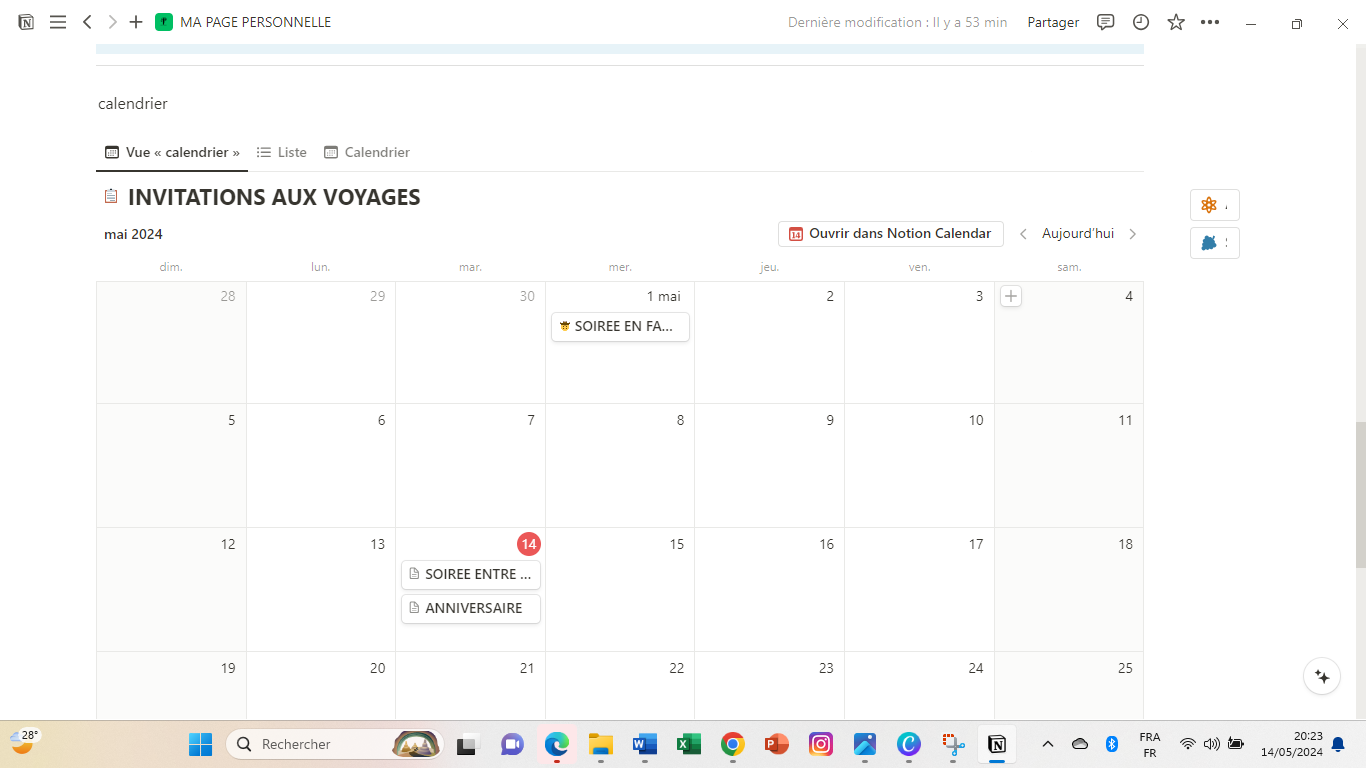 MA PAGE PERSONNELLE
Dernière modification : Il y a 53 min
Partager
calendrier
Vue « calendrier »
Liste
Calendrier
INVITATIONS AUX VOYAGES
mai 2024
14 Ouvrir dans Notion Calendar
Aujourd'hui
dim. lun. mar. mer. jeu. ven. sam.
28 29 30 1 mai 2 3 4
SOIREE EN FA...
5 6 7 8 9 10 11
12 13 14 15 16 17 18
SOIREE ENTRE ...
ANNIVERSAIRE
19 20 21 22 23 24 25
28°
Rechercher
FRA
FR
20:23
14/05/2024